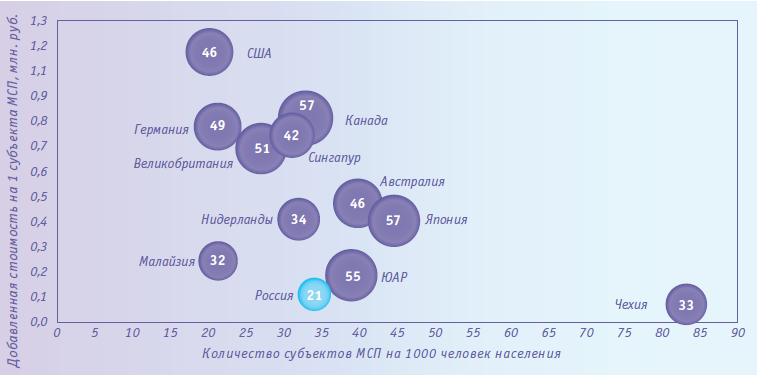 Добавленная стоимость на 1 субъекта МСП, млн. руб.
1,3
1,2
1,1
0,9
0,8
0,7
0,6
0,5
0,4
0,3
0,2
0,1
0,0
46 США
57 Канада
Германия 49
42 Сингапур
Великобритания 51
46 Австралия
Нидерланды 34
57 Япония
Малайзия 32
55 ЮАР
Россия 21
Чехия 33
0 5 10 15 20 25 30 35 40 45 50 55 60 65 70 75 80 85 90
Количество субъектов МСП на 1000 человек населения